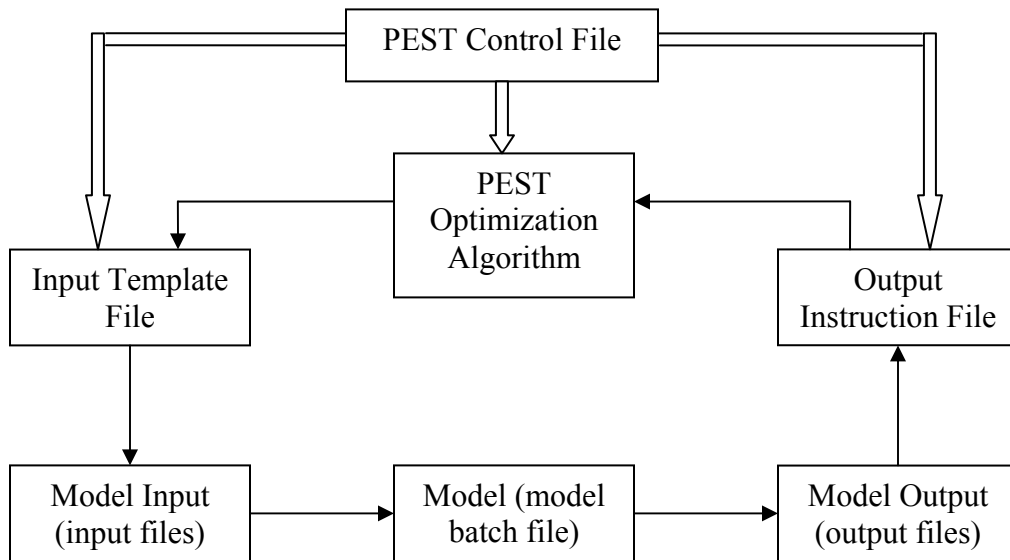 PEST Control File
PEST
Optimization
Algorithm
Input Template
File
Output
Instruction File
Model Input
(input files)
Model (model
batch file)
Model Output
(output files)